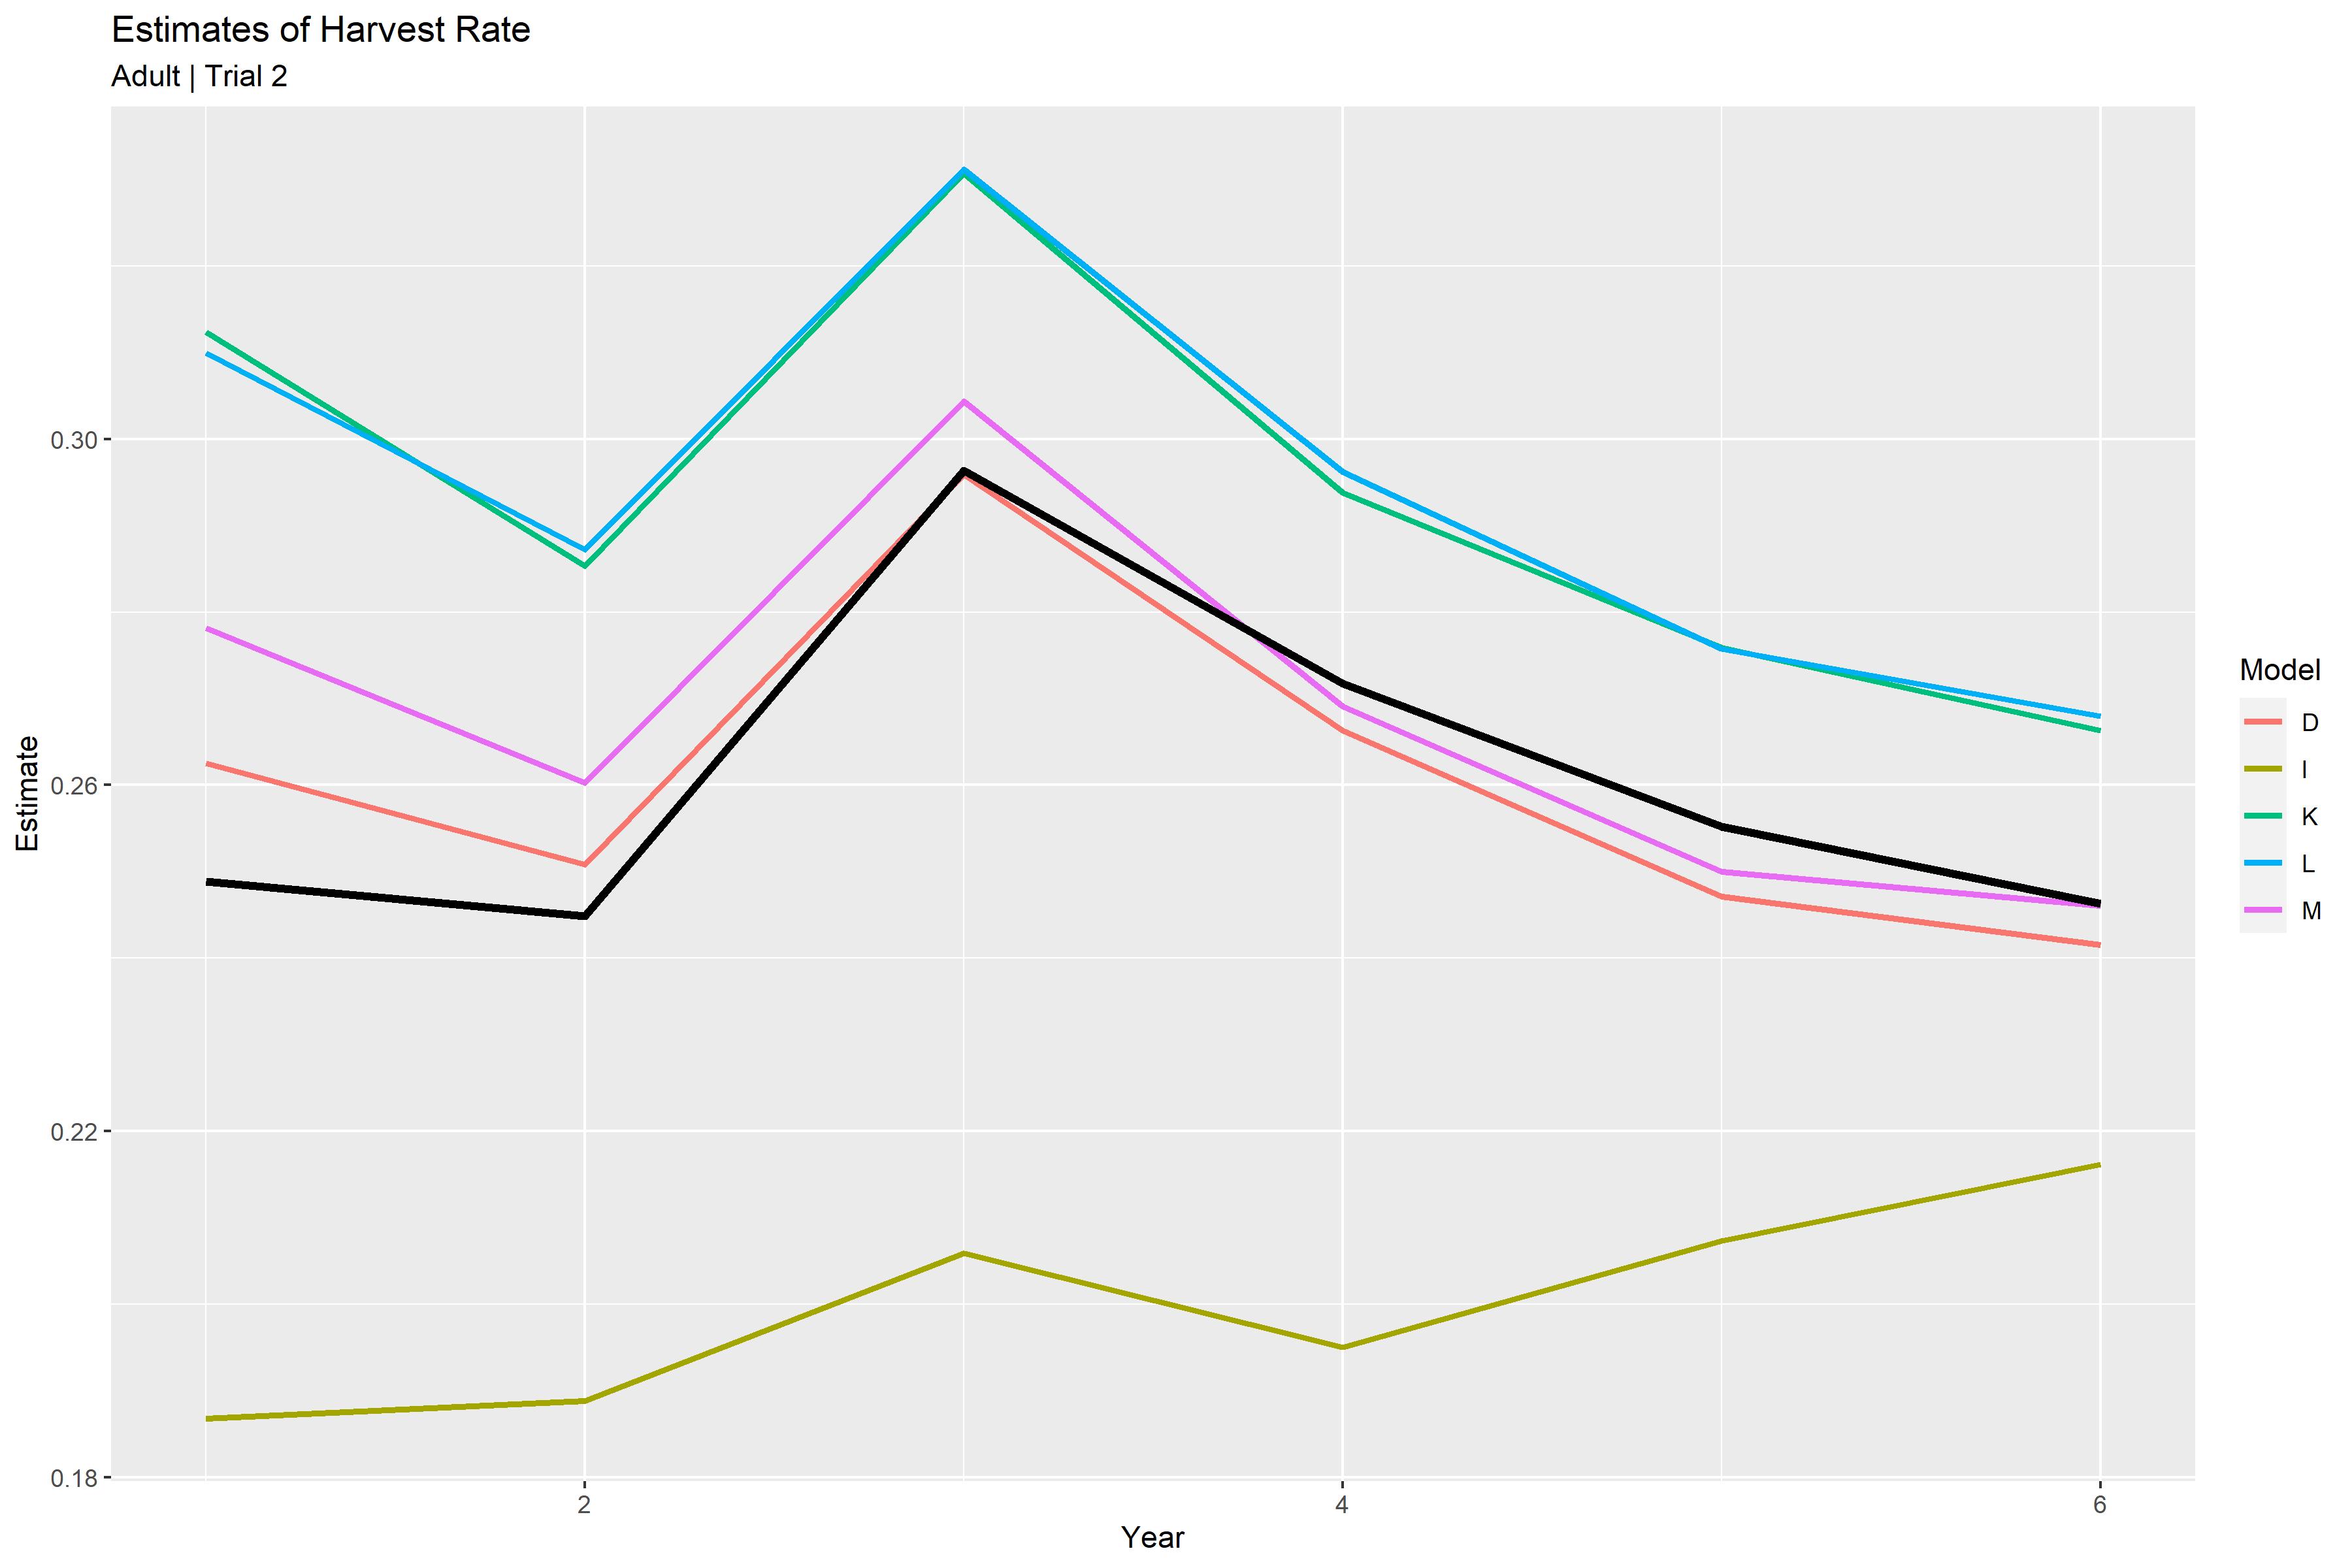 Estimates of Harvest Rate
Adult | Trial 2
Estimate
0.30
0.26
0.22
0.18
2
4
6
Year
Model
D
I
K
L
M